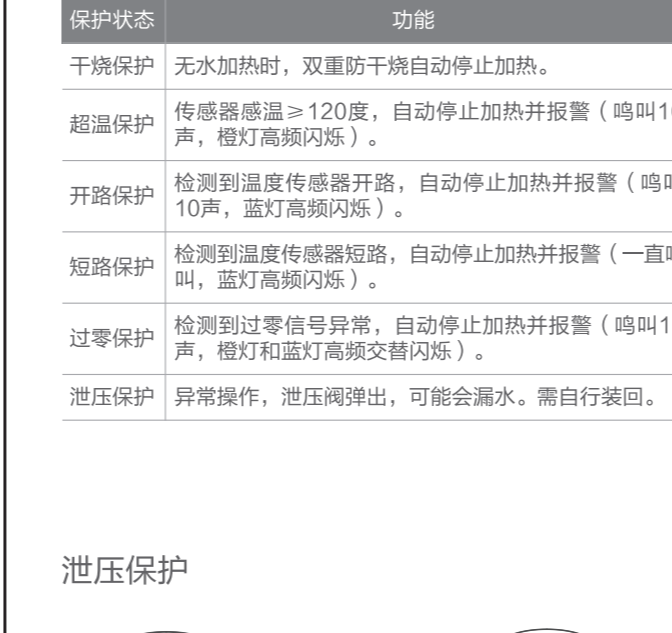 保护状态 功能
干烧保护 无水加热时，双重防干烧自动停止加热。
超温保护 传感器感温≥120度，自动停止加热并报警（鸣叫1
声，橙灯高频闪烁）。
开路保护 检测到温度传感器开路，自动停止加热并报警（鸣
10声，蓝灯高频闪烁）。
短路保护 检测到温度传感器短路，自动停止加热并报警（一直
叫，蓝灯高频闪烁）。
过零保护 检测到过零信号异常，自动停止加热并报警（鸣叫1
声，橙灯和蓝灯高频交替闪烁）。
泄压保护 异常操作，泄压阀弹出，可能会漏水。需自行装回。
泄压保护